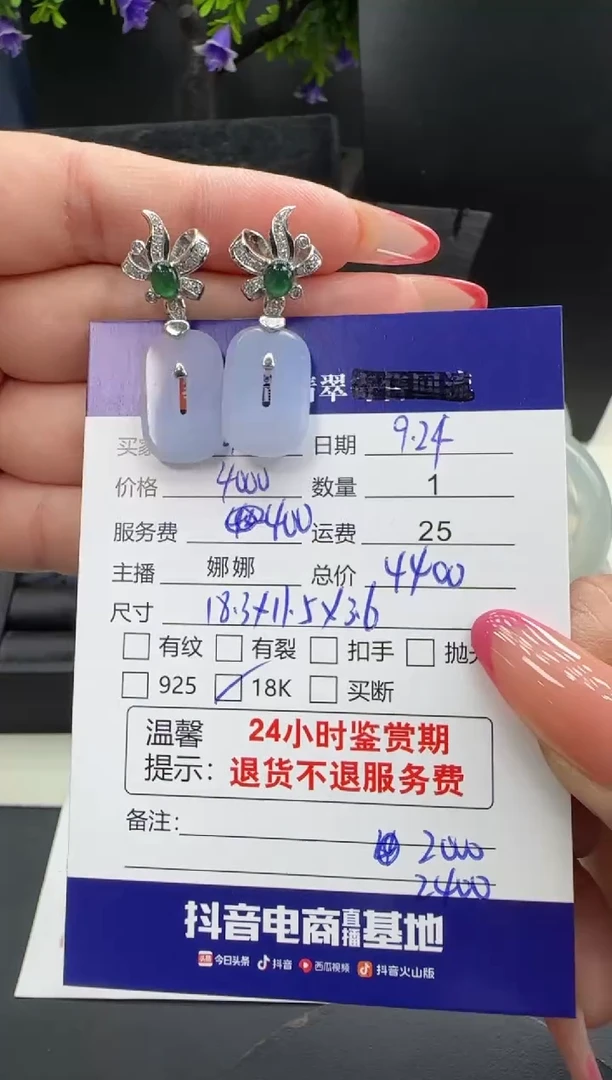 翠
买家 日期 9.24
价格 4000 数量 1
服务费 400 运费 25
主播 娜娜 总价 4400
尺寸 18.3×11.5×3.6
有纹 有裂 扣手 抛
925 18K 买断
温馨 24小时鉴赏期
提示: 退货不退服务费
备注:
2000
2400
抖音电商直播基地
头条 今日头条 抖音 西瓜视频 抖音火山版